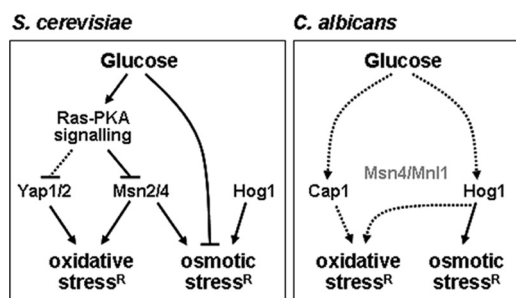 S. cerevisiae
Glucose
Ras-PKA
signalling
Yap1/2 Msn2/4 Hog1
oxidative
stressR
osmotic
stressR
C. albicans
Glucose
Msn4/Mnl1
Cap1 Hog1
oxidative
stressR
osmotic
stressR